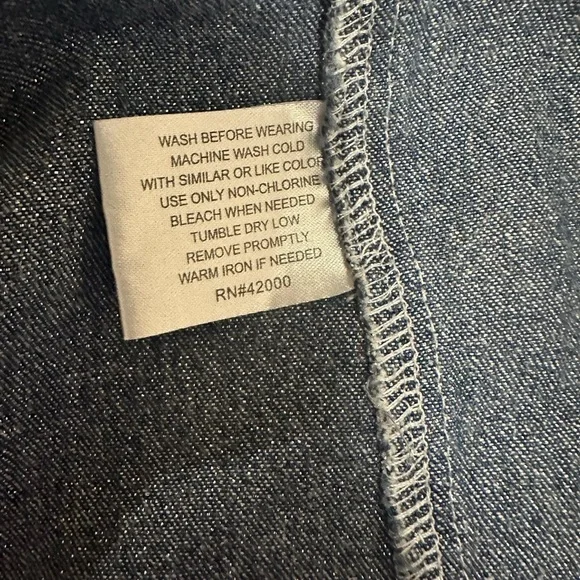 WASH BEFORE WEARING
MACHINE WASH COLD
WITH SIMILAR OR LIKE COLOR
USE ONLY NON-CHLORINE
BLEACH WHEN NEEDED
TUMBLE DRY LOW
REMOVE PROMPTLY
WARM IRON IF NEEDED
RN#42000